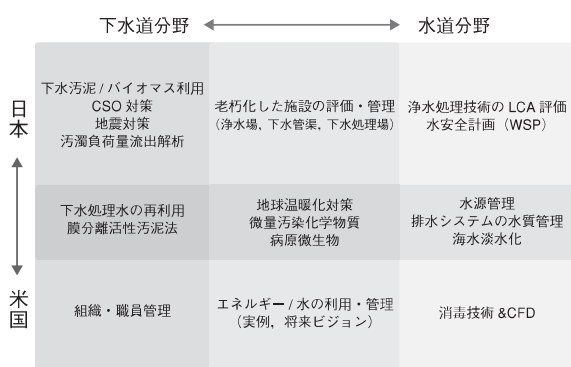 下水道分野
水道分野
日本
米国
下水汚泥/バイオマス利用
CSO対策
地震対策
汚濁負荷量流出解析
老朽化した施設の評価・管理
（浄水場，下水管渠，下水処理場）
浄水処理技術のLCA評価
水安全計画（WSP）
下水処理水の再利用
膜分離活性汚泥法
地球温暖化対策
微量汚染化学物質
病原微生物
水源管理
排水システムの水質管理
海水淡水化
組織・職員管理
エネルギー/水の利用・管理
（実例，将来ビジョン）
消毒技術&CFD